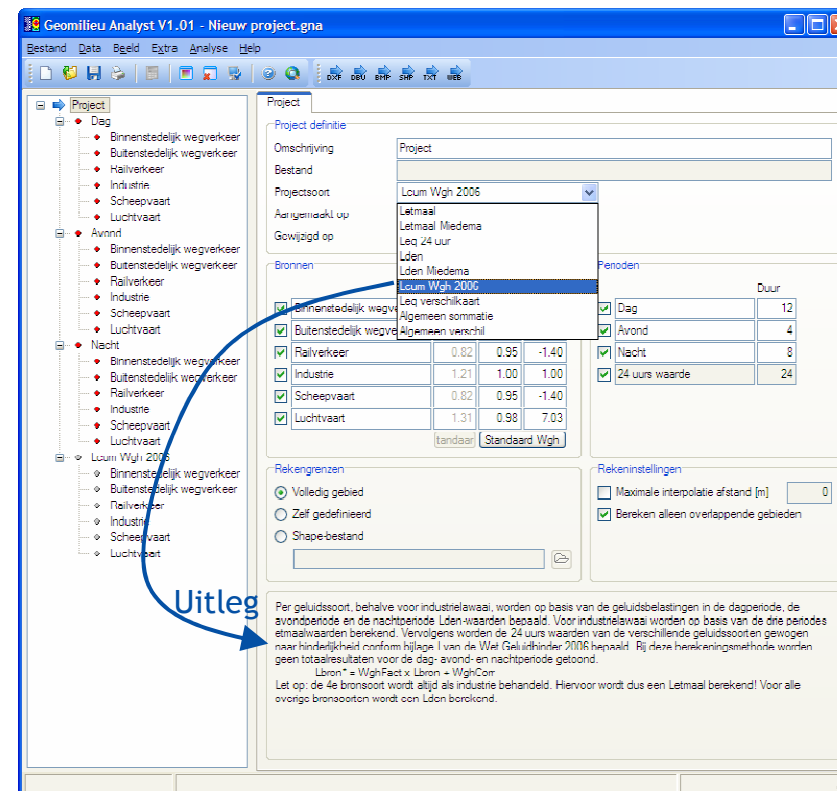 Geomilieu Analyst V1.01 - Nieuw project.gna
Bestand Data Beeld Extra Analyse Help
DXF DBU BMP SHP TXT WEB
Project
Dag
Binnenstedelijk wegverkeer
Buitenstedelijk wegverkeer
Railverkeer
Industrie
Scheepvaart
Luchtvaart
Avond
Binnenstedelijk wegverkeer
Buitenstedelijk wegverkeer
Railverkeer
Industrie
Scheepvaart
Luchtvaart
Nacht
Binnenstedelijk wegverkeer
Buitenstedelijk wegverkeer
Railverkeer
Industrie
Scheepvaart
Luchtvaart
Lcum Wgh 2006
Binnenstedelijk wegverkeer
Buitenstedelijk wegverkeer
Railverkeer
Industrie
Scheepvaart
Luchtvaart
Project
Project definitie
Omschrijving Project
Bestand
Projectsoort Lcum Wgh 2006
Aangemaakt op
Gewijzigd op
Letmaal
Letmaal Miedema
Leq 24 uur
Lden
Lden Miedema
Lcum Wgh 2006
Leq verschilkaart
Algemeen sommatie
Algemeen verschil
Bronnen
Binnenstedelijk wegve
Buitenstedelijk wegve
Railverkeer 0.82 0.95 -1.40
Industrie 1.21 1.00 1.00
Scheepvaart 0.82 0.95 -1.40
Luchtvaart 1.31 0.98 7.03
tandaar Standaard Wgh
Perioden
Duur
Dag 12
Avond 4
Nacht 8
24 uurs waarde 24
Rekengrenzen
Volledig gebied
Zelf gedefinieerd
Shape-bestand
Rekeninstellingen
Maximale interpolatie afstand [m] 0
Bereken alleen overlappende gebieden
Uitleg
Per geluidssoort, behalve voor industrielawaai, worden op basis van de geluidsbelastingen in de dagperiode, de
avondperiode en de nachtperiode Lden-waarden bepaald. Voor industrielawaai worden op basis van de drie periodes
etmaalwaarden berekend. Vervolgens worden de 24 uurs waarden van de verschillende geluidssoorten gewogen
naar hinderlijkheid conform bijlage I van de Wet Geluidhinder 2006 bepaald. Bij deze berekeningsmethode worden
geen totaalresultaten voor de dag- avond- en nachtperiode getoond.
Lbron* = WghFact x Lbron + WghCorr
Let op: de 4e bronsoort wordt altijd als industrie behandeld. Hiervoor wordt dus een Letmaal berekend! Voor alle
overige bronsoorten wordt een Lden berekend.